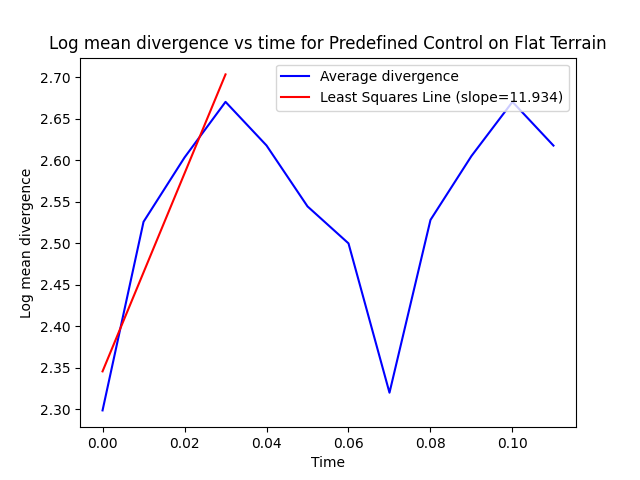 Log mean divergence vs time for Predefined Control on Flat Terrain
Average divergence
Least Squares Line (slope=11.934)
Log mean divergence
2.70
2.65
2.60
2.55
2.50
2.45
2.40
2.35
2.30
0.00 0.02 0.04 0.06 0.08 0.10
Time